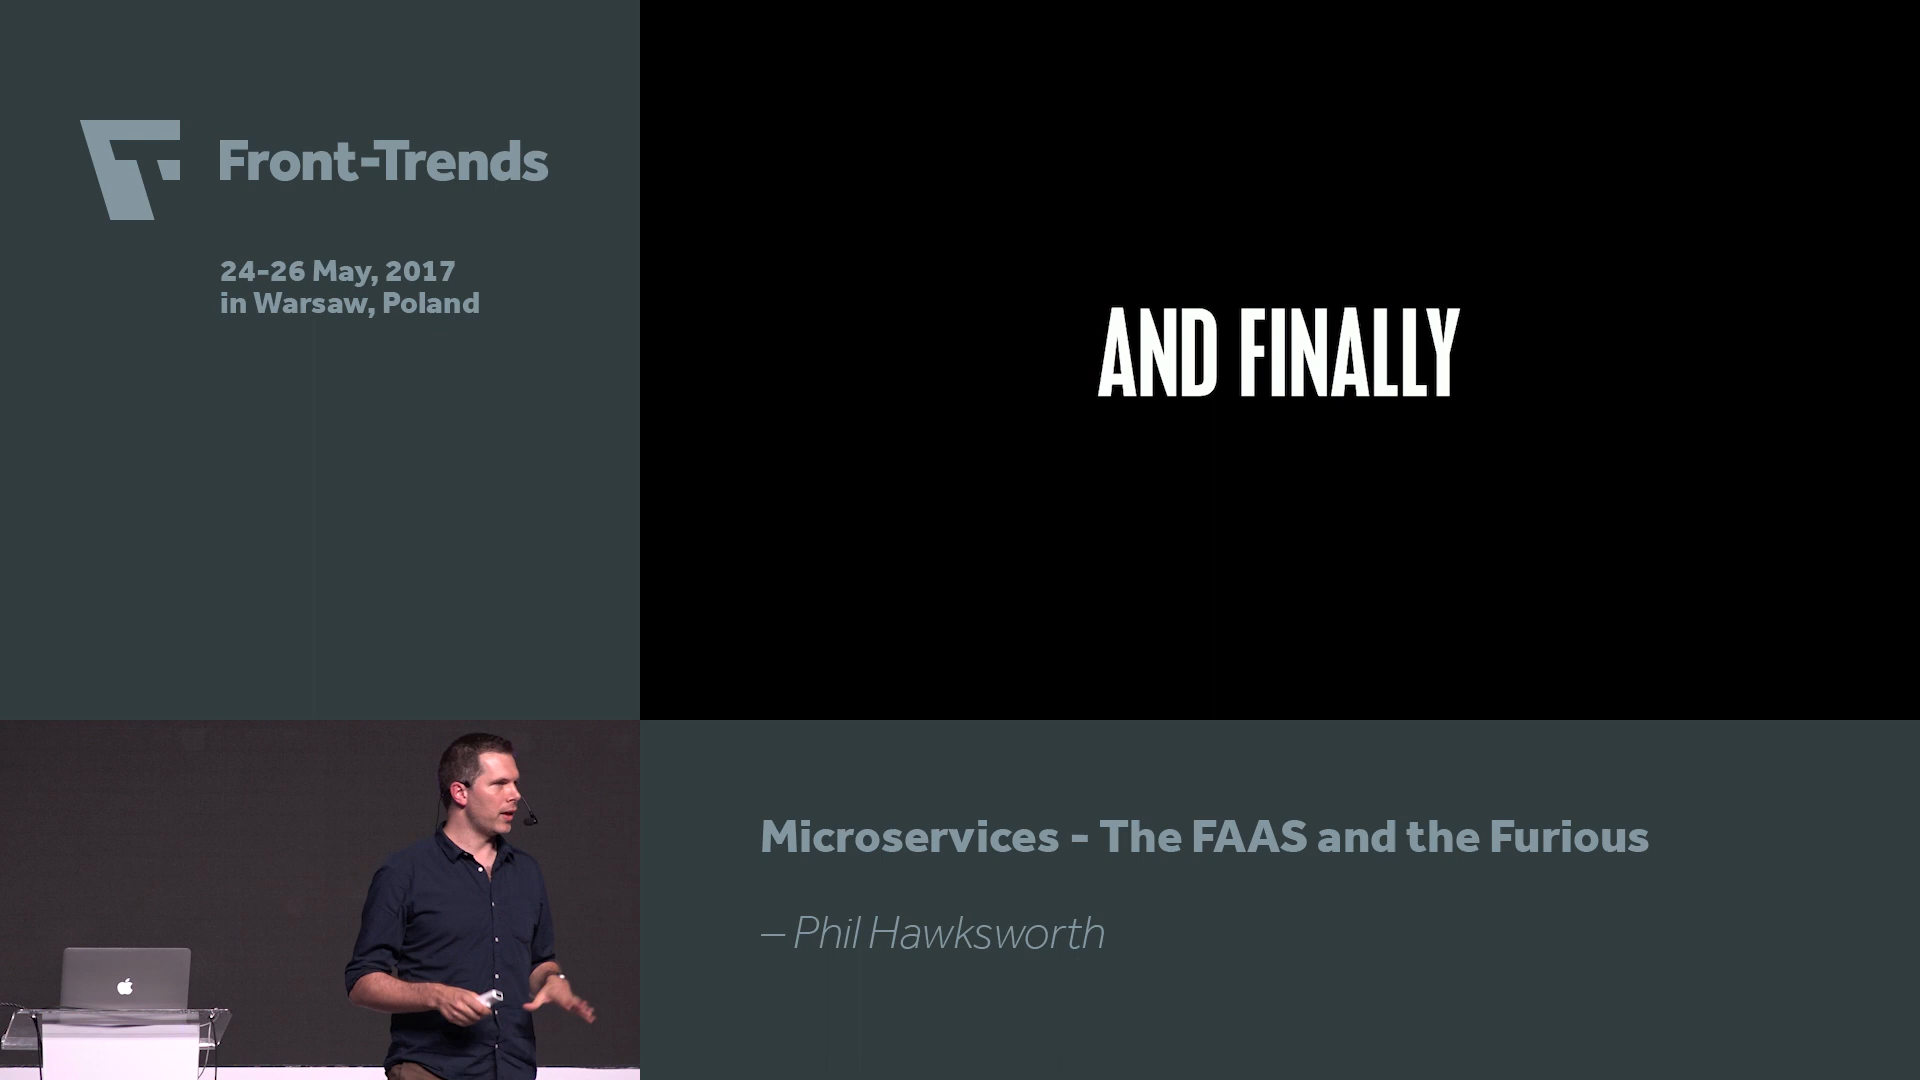 Front-Trends
24-26 May, 2017
in Warsaw, Poland
AND FINALLY
Microservices - The FAAS and the Furious
– Phil Hawksworth